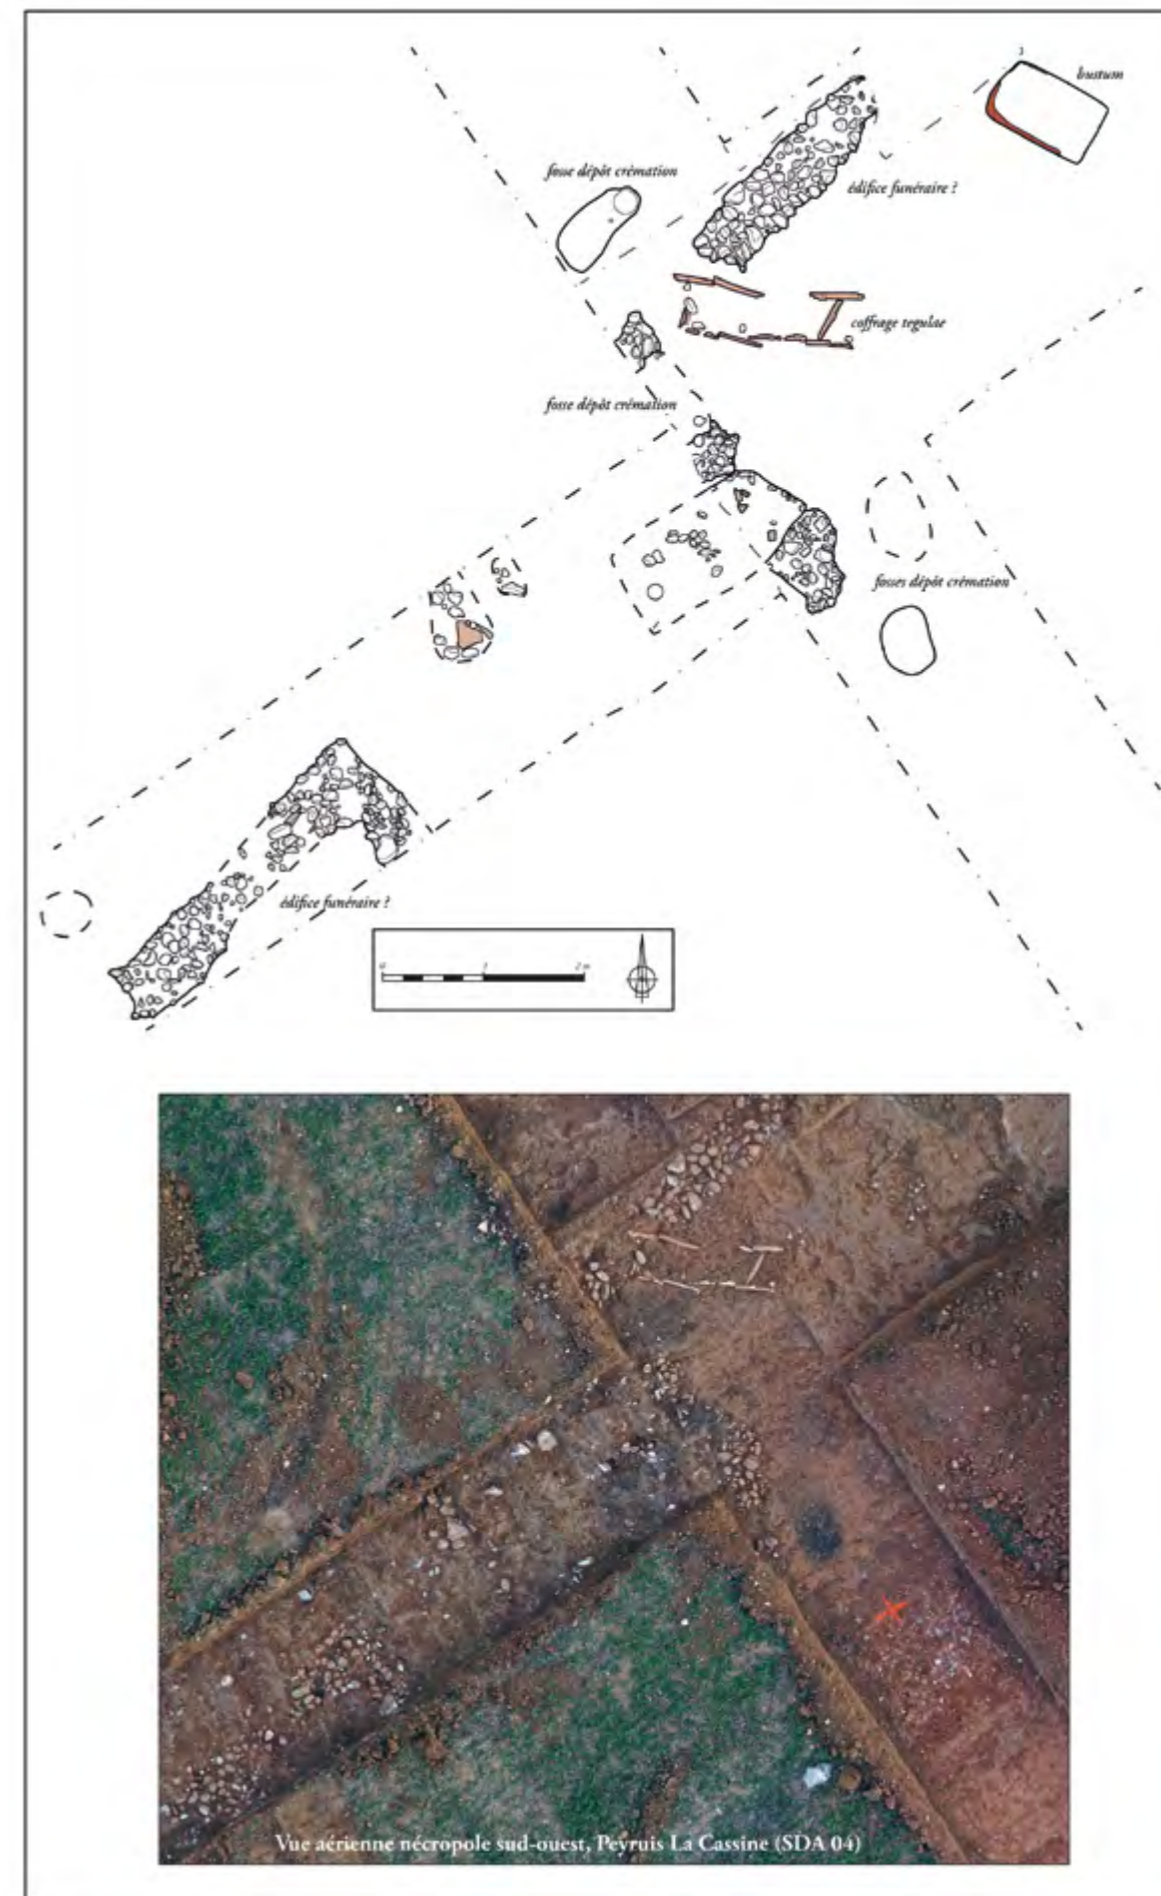 bustum
fosse dépôt crémation
édifice funéraire ?
coffrage tegulae
fosse dépôt crémation
fosses dépôt crémation
édifice funéraire ?
0 1 2 m
Vue aérienne nécropole sud-ouest, Peyruis La Cassine (SDA 04)